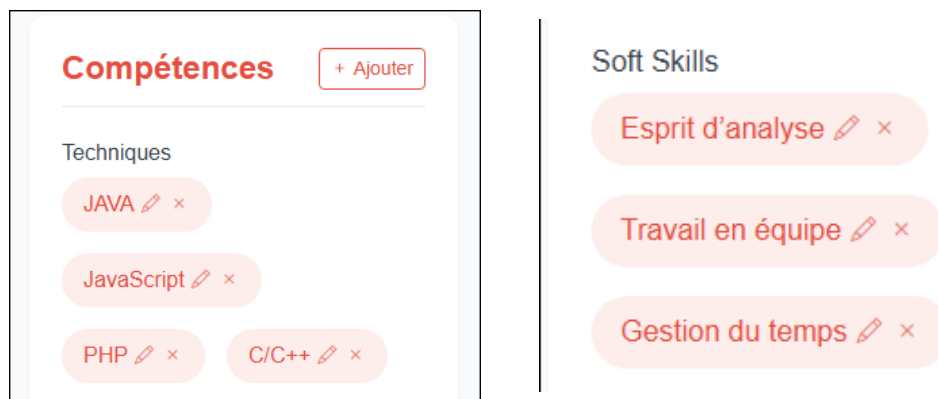 Compétences
+ Ajouter
Techniques
JAVA ×
JavaScript ×
PHP × C/C++ ×
Soft Skills
Esprit d’analyse ×
Travail en équipe ×
Gestion du temps ×